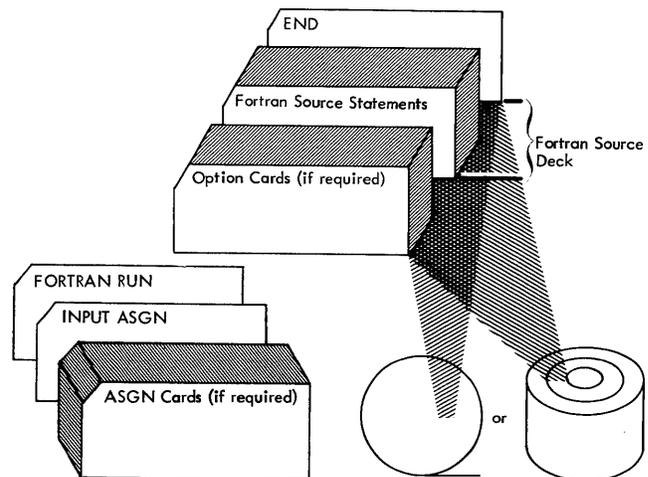 END
Fortran Source Statements
Fortran Source
Deck
Option Cards (if required)
FORTRAN RUN
INPUT ASGN
ASGN Cards (if required)
or